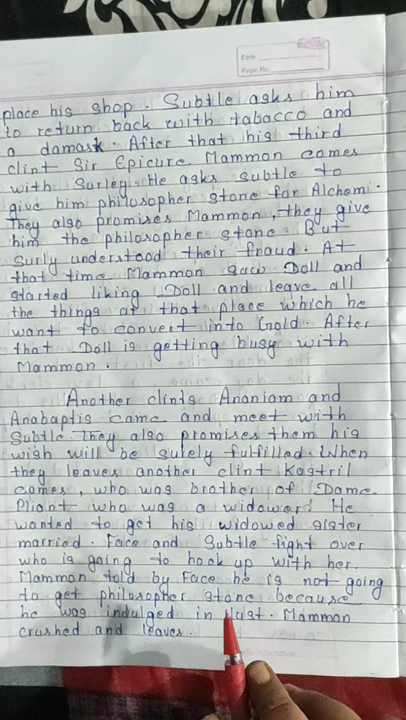 Date
Page No.
place his shop. Subtle asks him
to return back with tabacco and
a damask. After that his third
clint Sir Epicure Mammon comes
with Surley. He asks Subtle to
give him philosopher stone for Alchemi.
They also promises Mammon, they give
him the philosopher stone. But
Surly understood their fraud. At
that time Mammon saw Doll and
started liking Doll and leave all
the things at that place which he
want to convert into Gold. After
that Doll is getting busy with
Mammon.
Another clints Ananiam and
Anabaptis came and meet with
Subtle. They also promises them his
wish will be sutely fulfilled. When
they leaves another clint Kastril
comes, who was brother of Dame
Pliant who was a widower. He
wanted to get his widowed sister
married. Face and Subtle fight over
who is going to hook up with her.
Mammon told by Face he is not going
to get philosopher stone because
he was indulged in lust. Mammon
crushed and leaves.